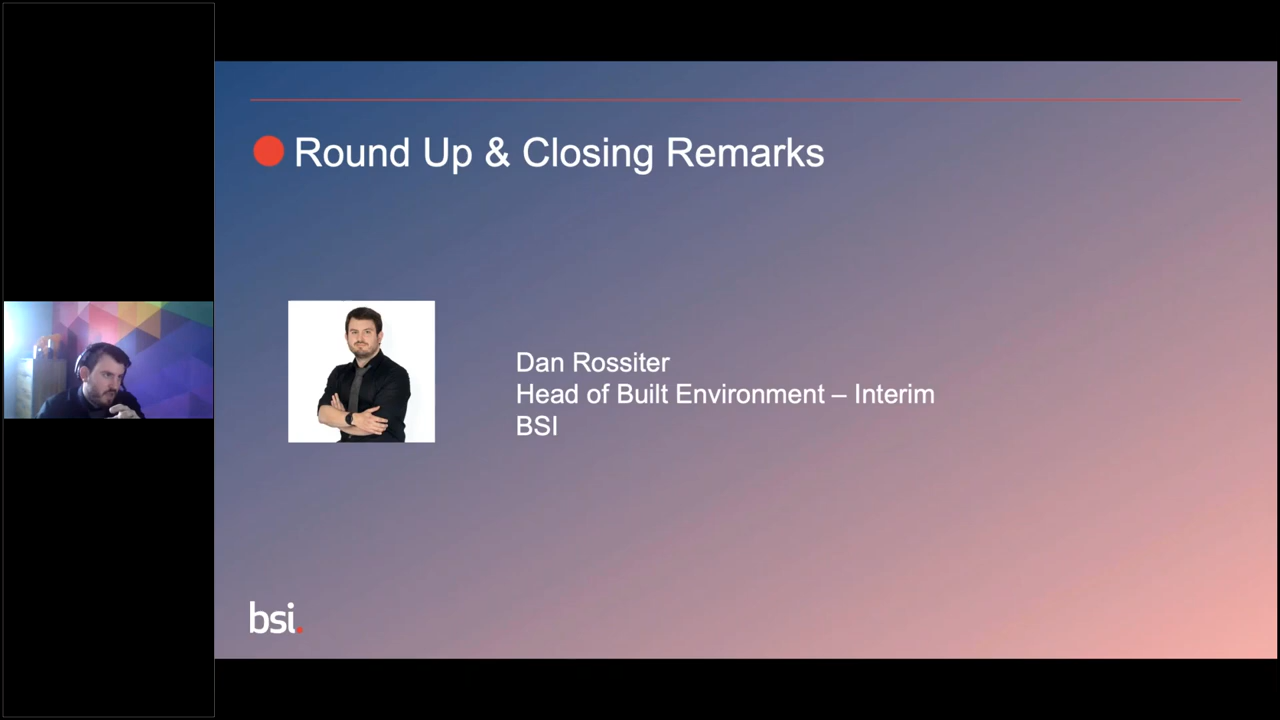 Round Up & Closing Remarks
Dan Rossiter
Head of Built Environment – Interim
BSI
bsi.